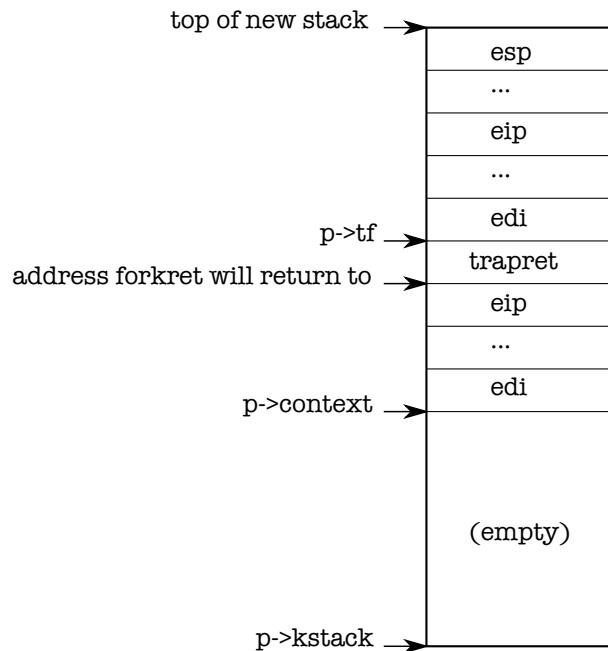 top of new stack
esp
...
eip
...
edi
p->tf
trapret
address forkret will return to
eip
...
edi
p->context
(empty)
p->kstack